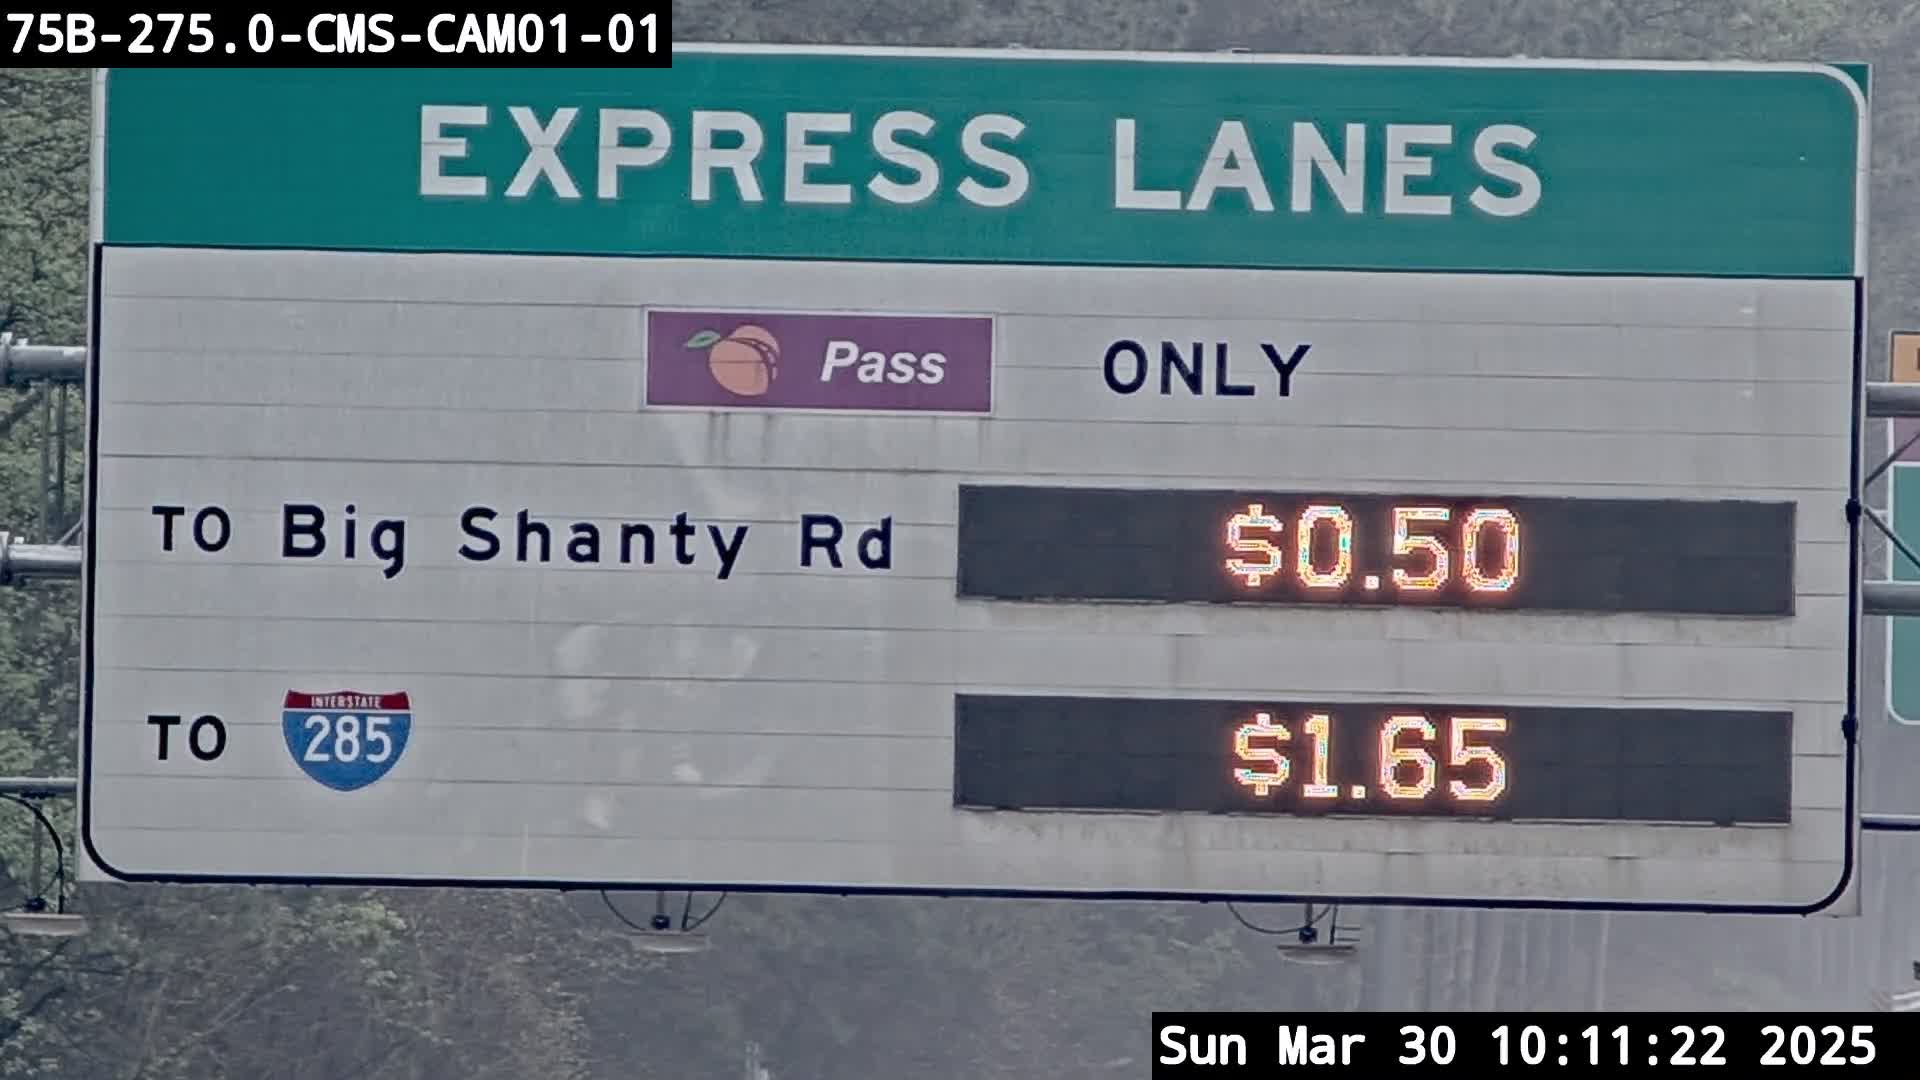 75B-275.0-CMS-CAM01-01
EXPRESS LANES
Pass ONLY
TO Big Shanty Rd $0.50
INTERSTATE
TO 285 $1.65
Sun Mar 30 10:11:22 2025